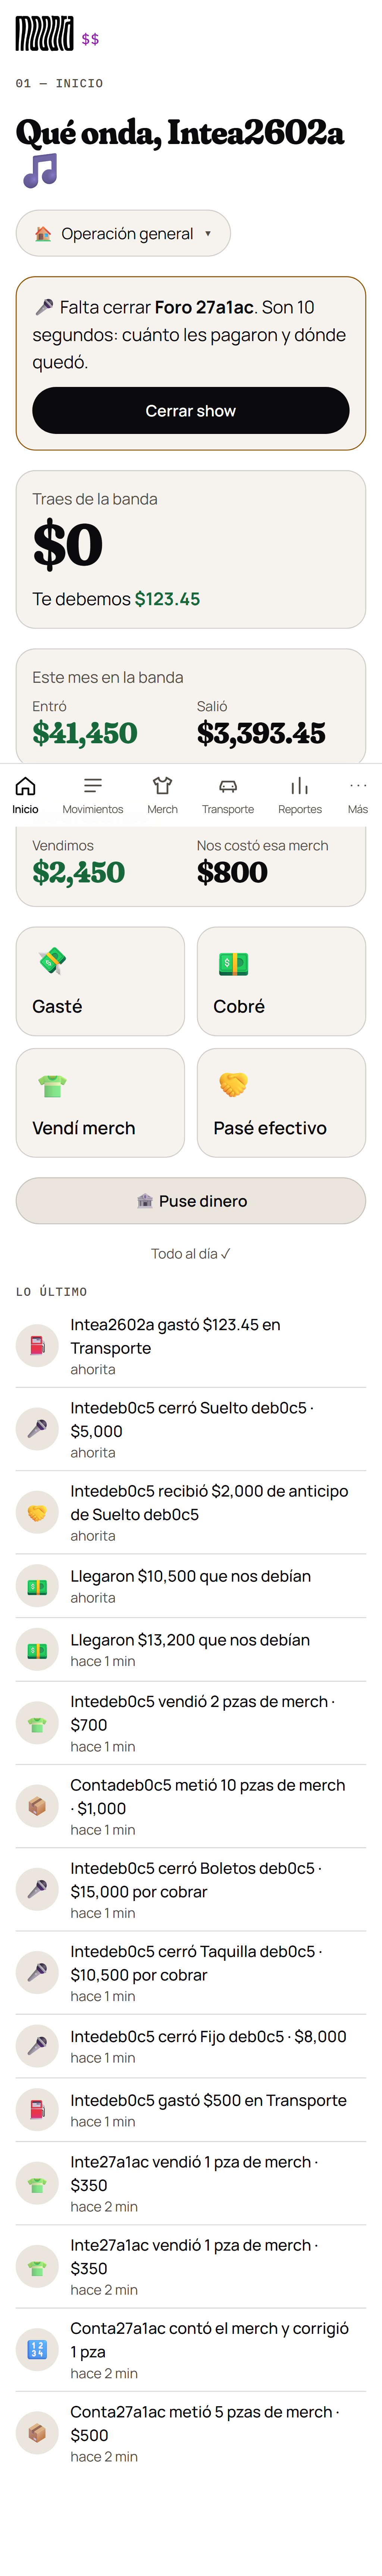 $$
01 — INICIO
Qué onda, Intea2602a
🎵
🏠 Operación general ▾
🎤 Falta cerrar Foro 27a1ac. Son 10
segundos: cuánto les pagaron y dónde
quedó.
Cerrar show
Traes de la banda
$0
Te debemos $123.45
Este mes en la banda
Entró Salió
$41,450 $3,393.45
Inicio Movimientos Merch Transporte Reportes Más
Vendimos Nos costó esa merch
$2,450 $800
Gasté Cobré
Vendí merch Pasé efectivo
Puse dinero
Todo al día ✓
LO ÚLTIMO
Intea2602a gastó $123.45 en
Transporte
ahorita
Intedeb0c5 cerró Suelto deb0c5 ·
$5,000
ahorita
Intedeb0c5 recibió $2,000 de anticipo
de Suelto deb0c5
ahorita
Llegaron $10,500 que nos debían
ahorita
Llegaron $13,200 que nos debían
hace 1 min
Intedeb0c5 vendió 2 pzas de merch ·
$700
hace 1 min
Contadeb0c5 metió 10 pzas de merch
· $1,000
hace 1 min
Intedeb0c5 cerró Boletos deb0c5 ·
$15,000 por cobrar
hace 1 min
Intedeb0c5 cerró Taquilla deb0c5 ·
$10,500 por cobrar
hace 1 min
Intedeb0c5 cerró Fijo deb0c5 · $8,000
hace 1 min
Intedeb0c5 gastó $500 en Transporte
hace 1 min
Inte27a1ac vendió 1 pza de merch ·
$350
hace 2 min
Inte27a1ac vendió 1 pza de merch ·
$350
hace 2 min
Conta27a1ac contó el merch y corrigió
1 pza
hace 2 min
Conta27a1ac metió 5 pzas de merch ·
$500
hace 2 min